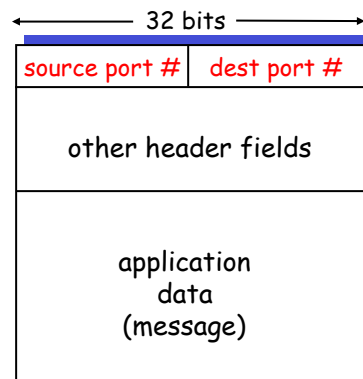 32 bits
source port # dest port #
other header fields
application
data
(message)